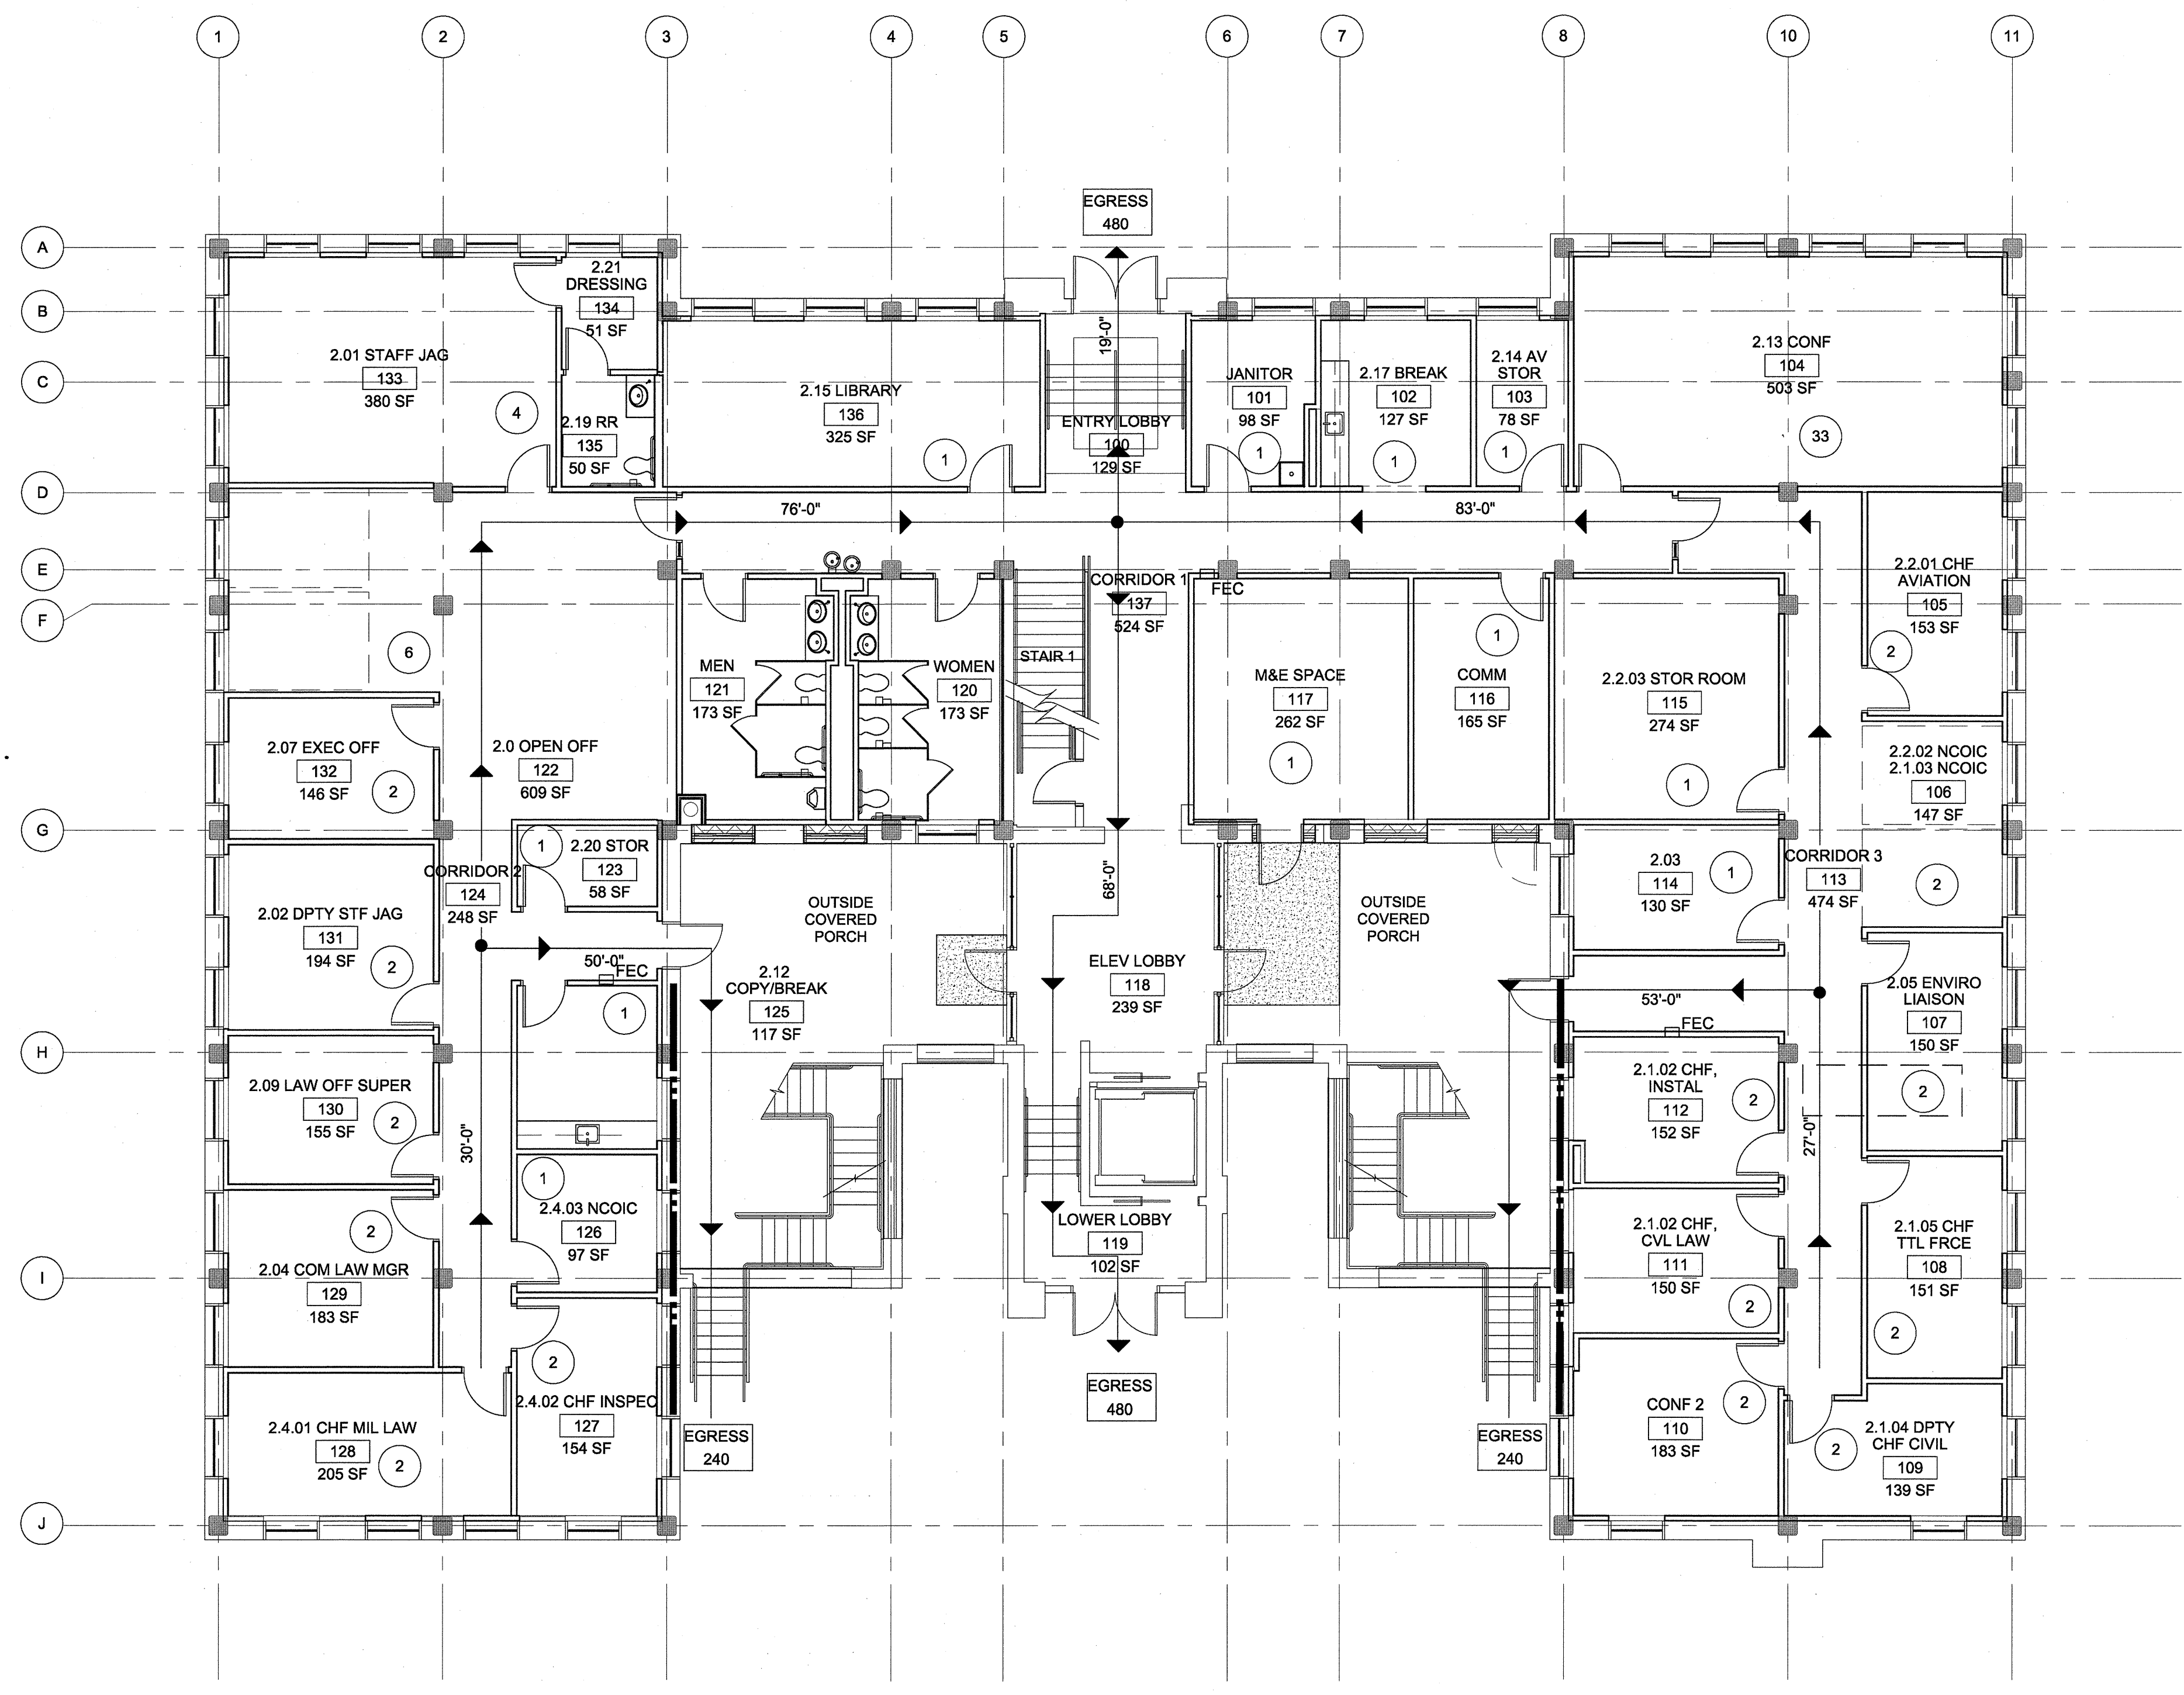 1
2
3
4
5
6
7
8
10
11
A
B
C
D
E
F
G
H
I
J
EGRESS
480
2.01 STAFF JAG
133
380 SF
4
2.21
DRESSING
134
51 SF
2.19 RR
135
50 SF
2.15 LIBRARY
136
325 SF
1
19'-0"
ENTRY LOBBY
100
129 SF
JANITOR
101
98 SF
1
2.17 BREAK
102
127 SF
1
2.14 AV
STOR
103
78 SF
1
2.13 CONF
104
503 SF
33
76'-0"
83'-0"
6
MEN
121
173 SF
WOMEN
120
173 SF
STAIR 1
CORRIDOR 1
137
524 SF
FEC
M&E SPACE
117
262 SF
1
COMM
116
165 SF
1
2.2.03 STOR ROOM
115
274 SF
1
2.2.01 CHF
AVIATION
105
153 SF
2
2.07 EXEC OFF
132
146 SF
2
2.0 OPEN OFF
122
609 SF
2.2.02 NCOIC
2.1.03 NCOIC
106
147 SF
2
2.02 DPTY STF JAG
131
194 SF
2
CORRIDOR 2
124
248 SF
1
2.20 STOR
123
58 SF
OUTSIDE
COVERED
PORCH
68'-0"
OUTSIDE
COVERED
PORCH
2.03
114
130 SF
1
CORRIDOR 3
113
474 SF
50'-0"
FEC
1
2.12
COPY/BREAK
125
117 SF
ELEV LOBBY
118
239 SF
53'-0"
FEC
2.05 ENVIRO
LIAISON
107
150 SF
2
2.09 LAW OFF SUPER
130
155 SF
2
30'-0"
2.1.02 CHF,
INSTAL
112
152 SF
2
27'-0"
1
2.4.03 NCOIC
126
97 SF
2.04 COM LAW MGR
129
183 SF
2
LOWER LOBBY
119
102 SF
2.1.02 CHF,
CVL LAW
111
150 SF
2
2.1.05 CHF
TTL FRCE
108
151 SF
2
2.4.01 CHF MIL LAW
128
205 SF
2
2
2.4.02 CHF INSPEC
127
154 SF
EGRESS
240
EGRESS
480
EGRESS
240
CONF 2
110
183 SF
2
2.1.04 DPTY
CHF CIVIL
109
139 SF
2